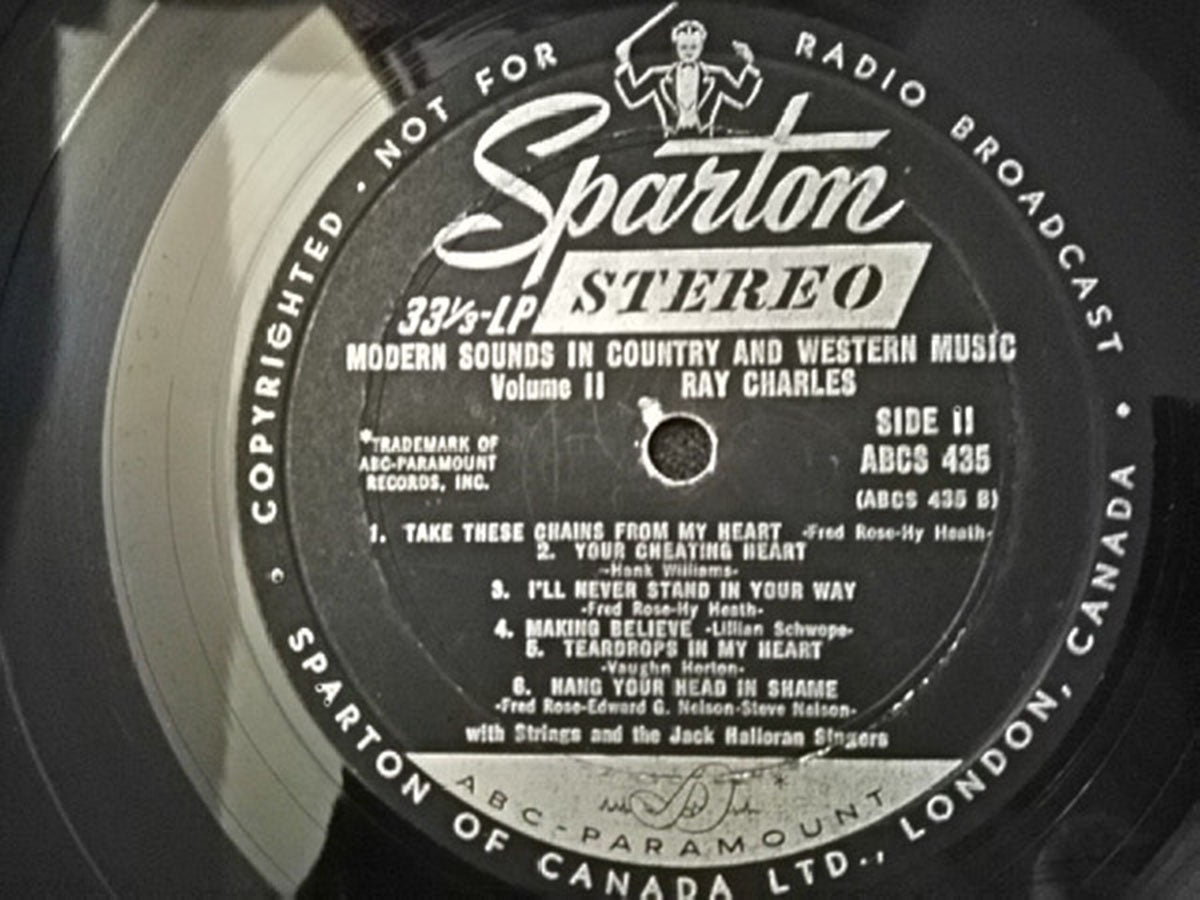 COPYRIGHTED · NOT FOR RADIO BROADCAST
Sparton
STEREO
33⅓-LP
MODERN SOUNDS IN COUNTRY AND WESTERN MUSIC
Volume II RAY CHARLES
SIDE II
ABCS 435
(ABCS 435 B)
*TRADEMARK OF
ABC-PARAMOUNT
RECORDS, INC.
1. TAKE THESE CHAINS FROM MY HEART -Fred Rose-Hy Heath-
2. YOUR CHEATING HEART
-Hank Williams-
3. I'LL NEVER STAND IN YOUR WAY
-Fred Rose-Hy Heath-
4. MAKING BELIEVE -Lillian Schwope-
5. TEARDROPS IN MY HEART
-Vaughn Horton-
6. HANG YOUR HEAD IN SHAME
-Fred Rose-Edward G. Nelson-Steve Nelson-
with Strings and the Jack Halloran Singers
*
ABC-PARAMOUNT
SPARTON OF CANADA LTD., LONDON, CANADA